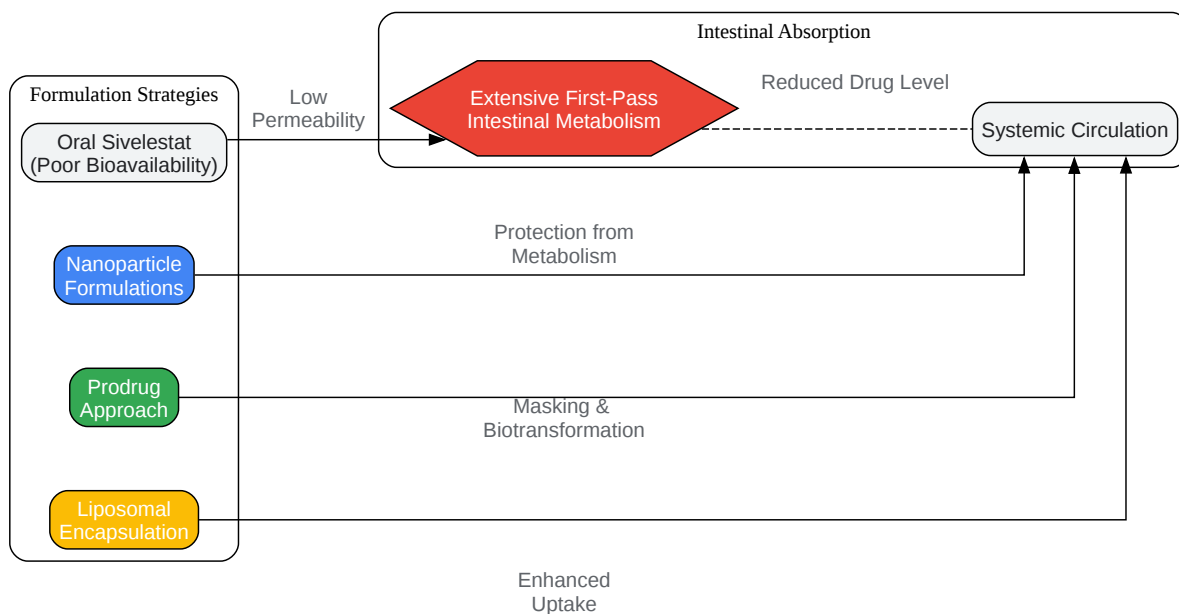 Intestinal Absorption
Formulation Strategies
Oral Sivelestat
(Poor Bioavailability)
Low
Permeability
Extensive First-Pass
Intestinal Metabolism
Reduced Drug Level
Systemic Circulation
Nanoparticle
Formulations
Protection from
Metabolism
Prodrug
Approach
Masking &
Biotransformation
Liposomal
Encapsulation
Enhanced
Uptake